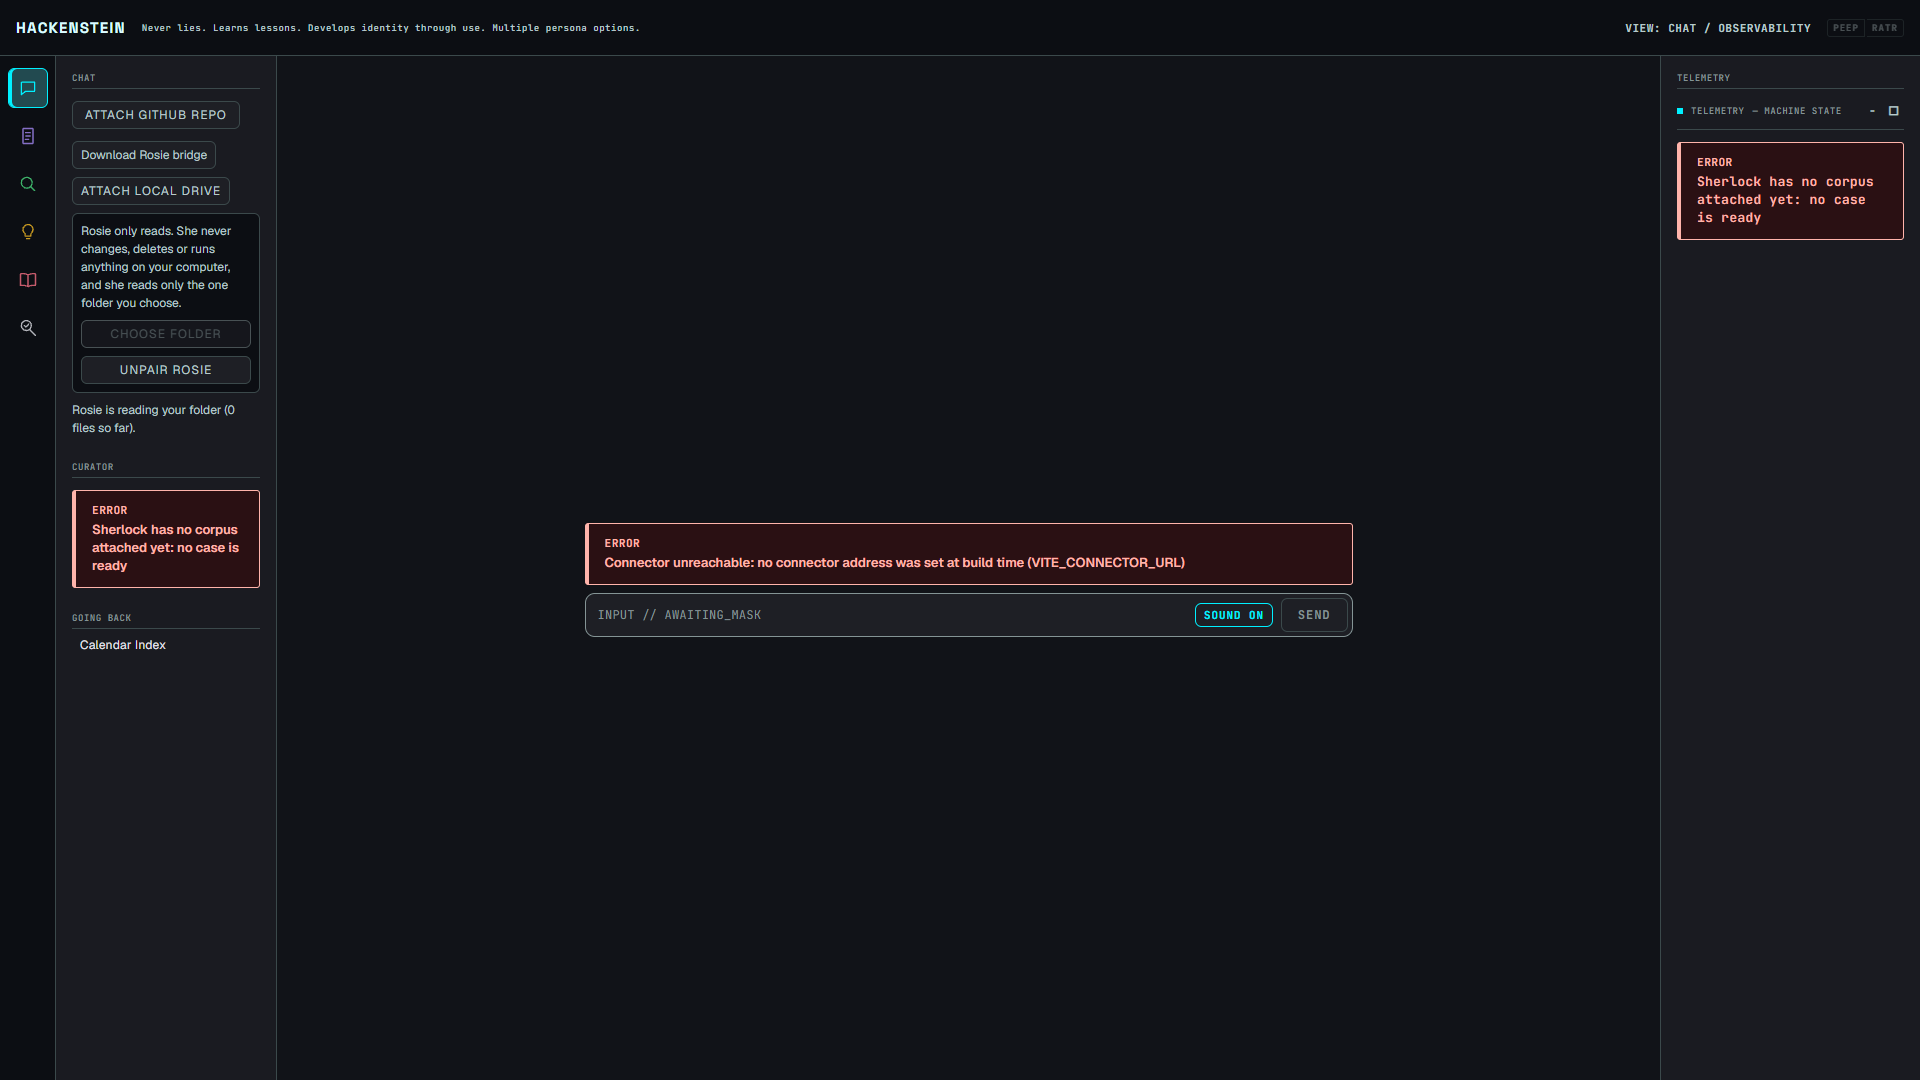 HACKENSTEIN
Never lies. Learns lessons. Develops identity through use. Multiple persona options.
VIEW: CHAT / OBSERVABILITY
PEEP
RATR
CHAT
ATTACH GITHUB REPO
Download Rosie bridge
ATTACH LOCAL DRIVE
Rosie only reads. She never
changes, deletes or runs
anything on your computer,
and she reads only the one
folder you choose.
CHOOSE FOLDER
UNPAIR ROSIE
Rosie is reading your folder (0
files so far).
CURATOR
ERROR
Sherlock has no corpus
attached yet: no case is
ready
GOING BACK
Calendar Index
ERROR
Connector unreachable: no connector address was set at build time (VITE_CONNECTOR_URL)
INPUT // AWAITING_MASK
SOUND ON
SEND
TELEMETRY
TELEMETRY — MACHINE STATE
ERROR
Sherlock has no corpus
attached yet: no case
is ready